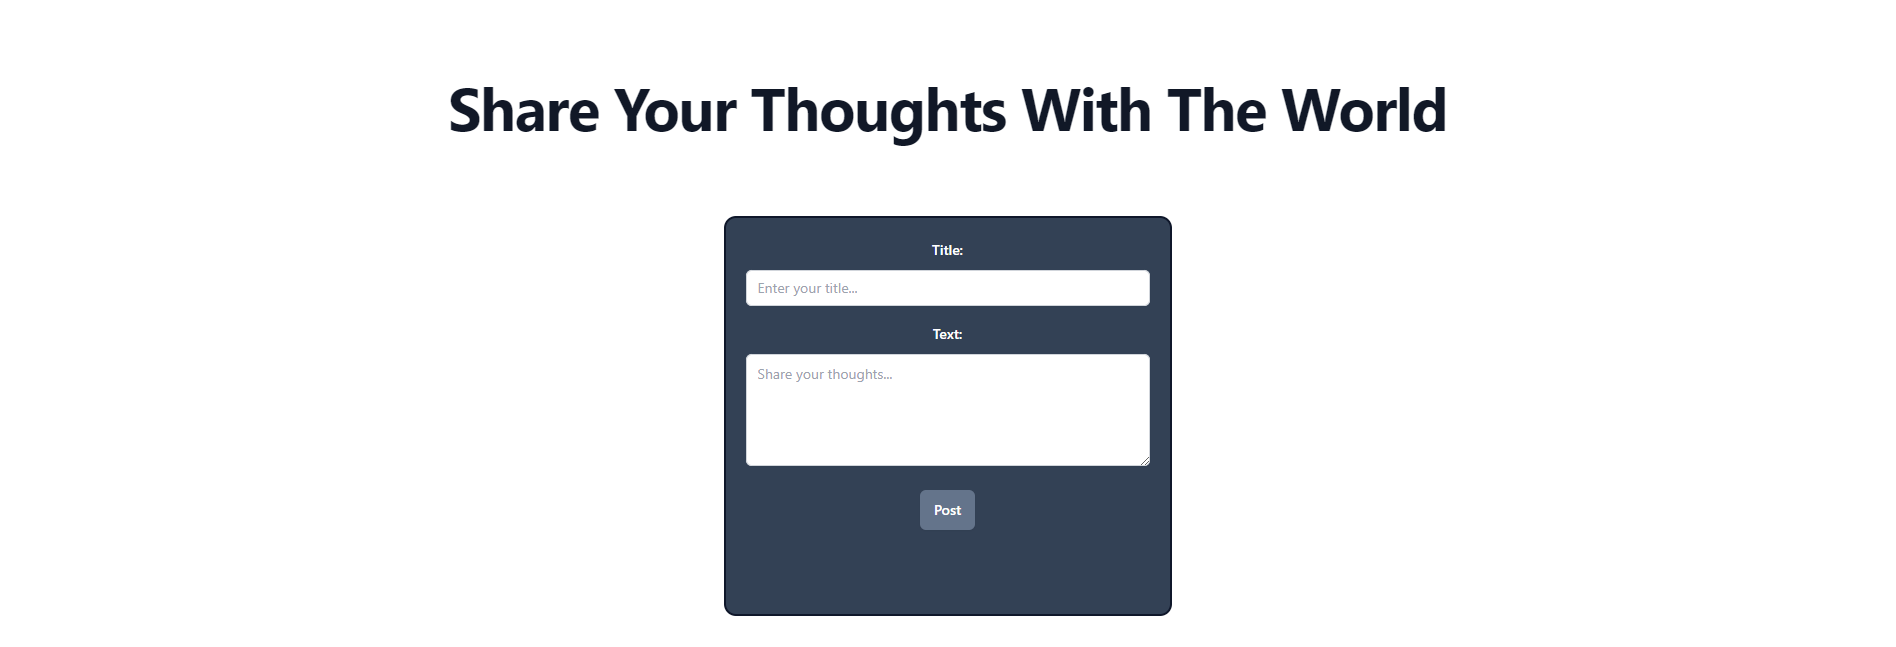 Share Your Thoughts With The World
Title:
Enter your title...
Text:
Share your thoughts...
Post